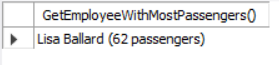 GetEmployeeWithMostPassengers()
Lisa Ballard (62 passengers)